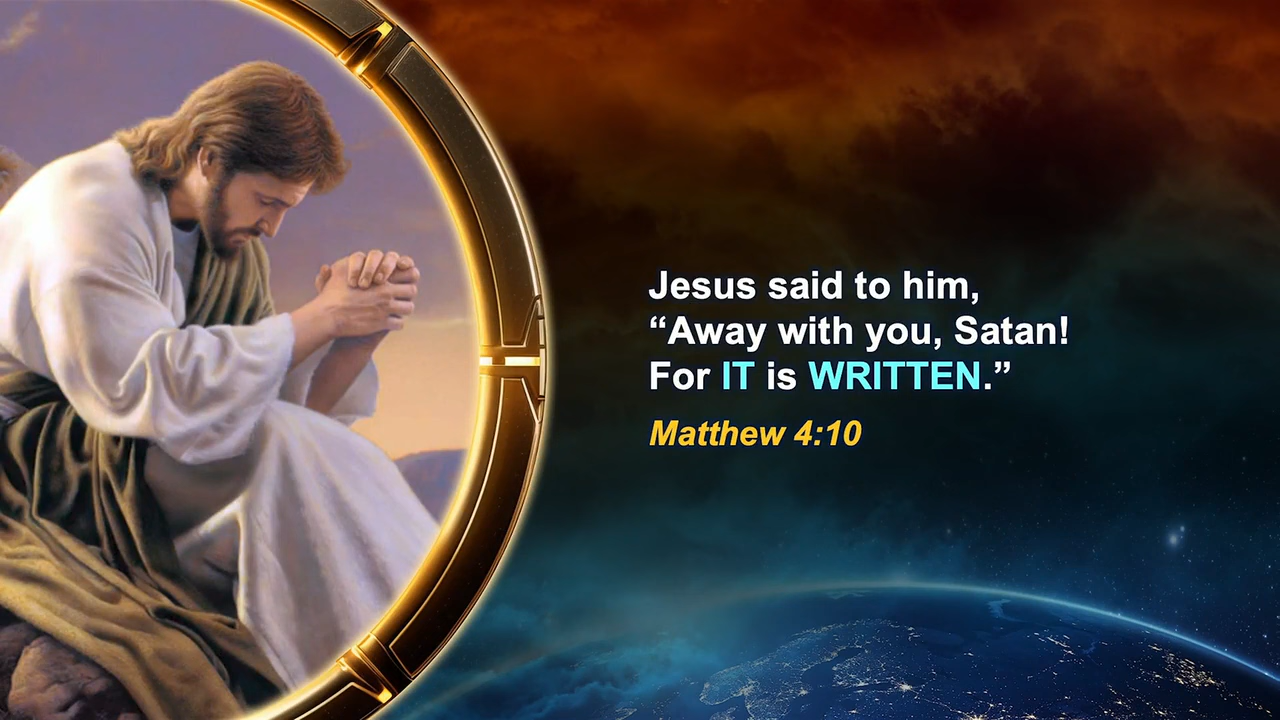 Jesus said to him,
“Away with you, Satan!
For IT is WRITTEN.”
Matthew 4:10